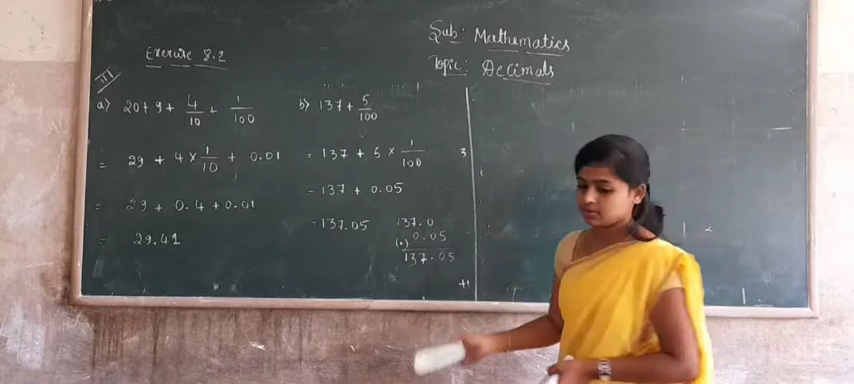 Sub: Mathematics
Topic: Decimals
Exercise 8.2
III
a) 20+9+ 4/10 + 1/100
= 29 + 4 × 1/10 + 0.01
= 29 + 0.4 + 0.01
= 29.41
b) 137 + 5/100
= 137 + 5 × 1/100
= 137 + 0.05
= 137.05
137.0
0.05
137.05